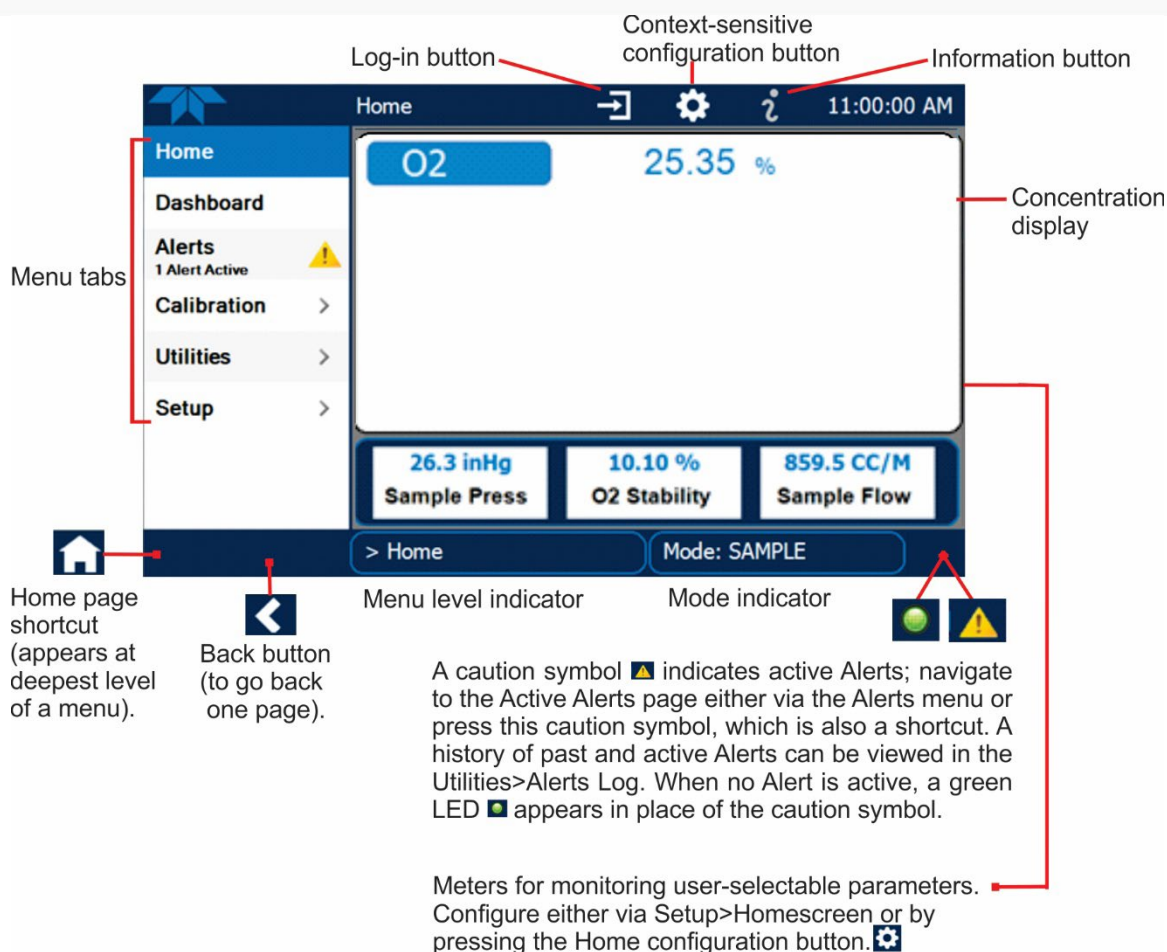 Context-sensitive
configuration button
Log-in button
Information button
Home
11:00:00 AM
Home
Dashboard
Alerts
1 Alert Active
Calibration
Utilities
Setup
Menu tabs
O2
25.35 %
Concentration
display
26.3 inHg
Sample Press
10.10 %
O2 Stability
859.5 CC/M
Sample Flow
> Home
Mode: SAMPLE
Home page
shortcut
(appears at
deepest level
of a menu).
Back button
(to go back
one page).
Menu level indicator
Mode indicator
A caution symbol indicates active Alerts; navigate
to the Active Alerts page either via the Alerts menu or
press this caution symbol, which is also a shortcut. A
history of past and active Alerts can be viewed in the
Utilities>Alerts Log. When no Alert is active, a green
LED appears in place of the caution symbol.
Meters for monitoring user-selectable parameters.
Configure either via Setup>Homescreen or by
pressing the Home configuration button.